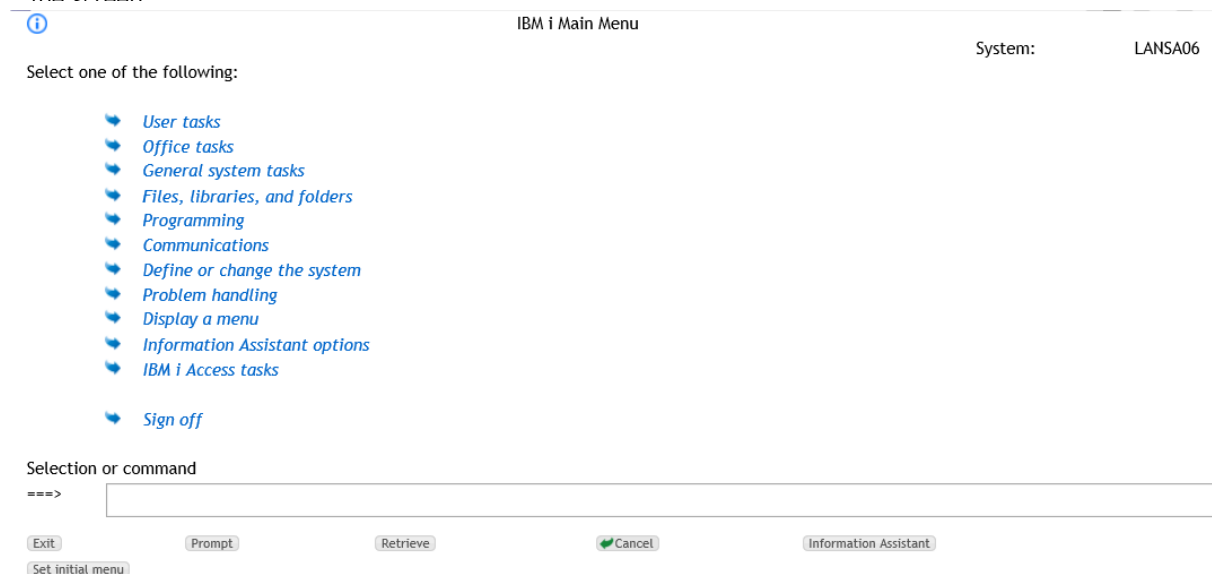 IBM i Main Menu
System: LANSA06
Select one of the following:
User tasks
Office tasks
General system tasks
Files, libraries, and folders
Programming
Communications
Define or change the system
Problem handling
Display a menu
Information Assistant options
IBM i Access tasks
Sign off
Selection or command
===>
Exit Prompt Retrieve Cancel Information Assistant
Set initial menu